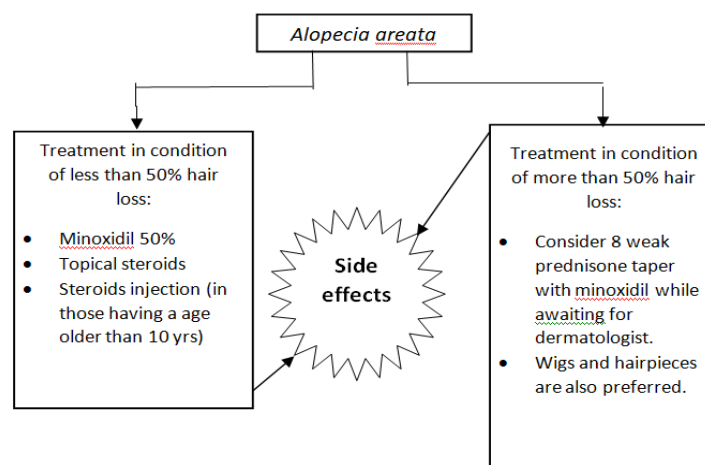 Alopecia areata
Treatment in condition
of less than 50% hair
loss:
• Minoxidil 50%
• Topical steroids
• Steroids injection (in
those having a age
older than 10 yrs)
Side
effects
Treatment in condition
of more than 50% hair
loss:
• Consider 8 weak
prednisone taper
with minoxidil while
awaiting for
dermatologist.
• Wigs and hairpieces
are also preferred.